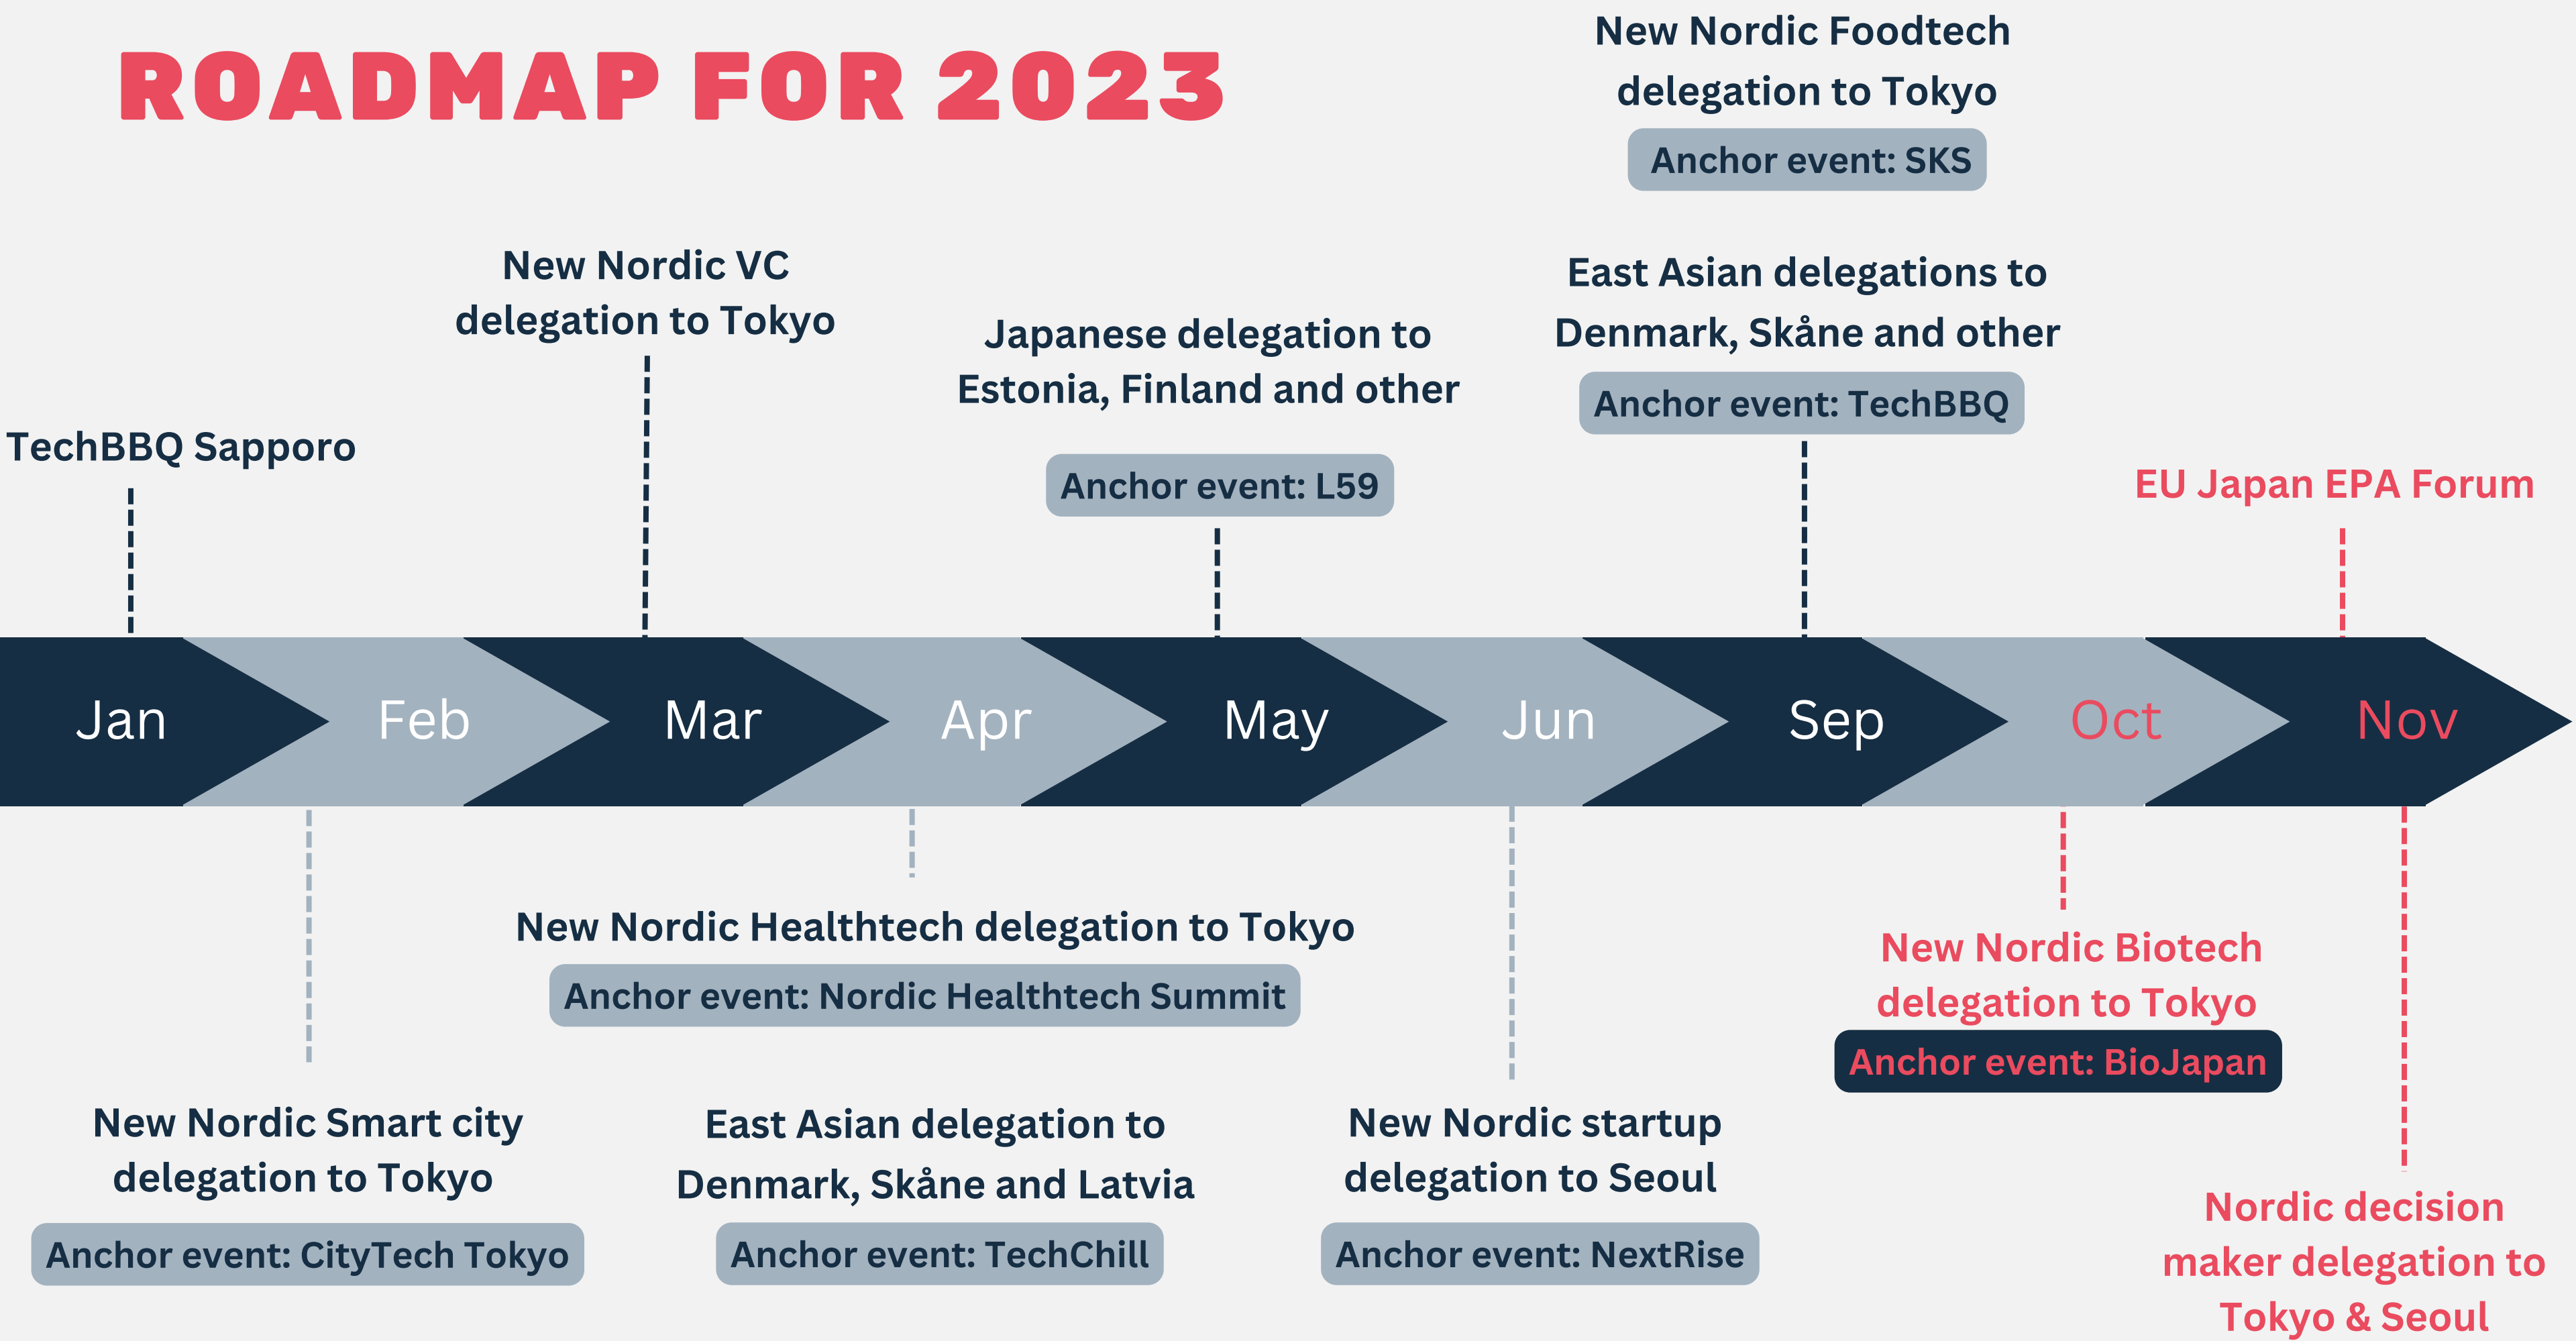 ROADMAP FOR 2023
New Nordic Foodtech
delegation to Tokyo
Anchor event: SKS
New Nordic VC
delegation to Tokyo
East Asian delegations to
Denmark, Skåne and other
Anchor event: TechBBQ
Japanese delegation to
Estonia, Finland and other
Anchor event: L59
TechBBQ Sapporo
EU Japan EPA Forum
Jan
Feb
Mar
Apr
May
Jun
Sep
Oct
Nov
New Nordic Healthtech delegation to Tokyo
Anchor event: Nordic Healthtech Summit
New Nordic Biotech
delegation to Tokyo
Anchor event: BioJapan
New Nordic Smart city
delegation to Tokyo
Anchor event: CityTech Tokyo
East Asian delegation to
Denmark, Skåne and Latvia
Anchor event: TechChill
New Nordic startup
delegation to Seoul
Anchor event: NextRise
Nordic decision
maker delegation to
Tokyo & Seoul